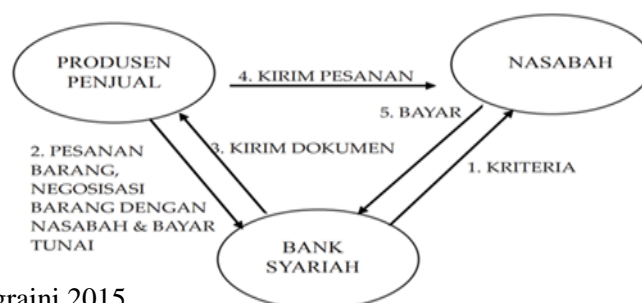 PRODUSEN
PENJUAL
NASABAH
4. KIRIM PESANAN
5. BAYAR
3. KIRIM DOKUMEN
2. PESANAN
BARANG,
NEGOSISASI
BARANG DENGAN
NASABAH & BAYAR
TUNAI
1. KRITERIA
BANK
SYARIAH
graini 2015